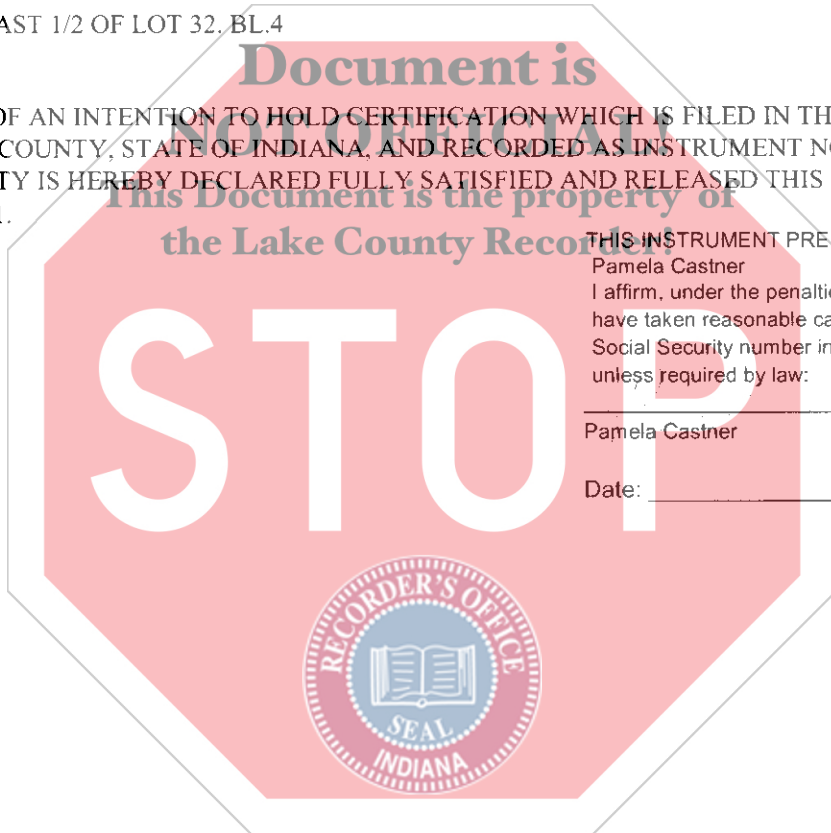 AST 1/2 OF LOT 32, BL.4
Document is
OF AN INTENTION TO HOLD CERTIFICATION WHICH IS FILED IN TH
NOT OFFICIAL!
COUNTY, STATE OF INDIANA, AND RECORDED AS INSTRUMENT NO
TY IS HEREBY DECLARED FULLY SATISFIED AND RELEASED THIS
This Document is the property of
1.
the Lake County Recorder!
THIS INSTRUMENT PRE
Pamela Castner
I affirm, under the penaltie
have taken reasonable ca
Social Security number in
unless required by law:
STOP
Pamela Castner
Date:
RECORDER'S OFFICE
SEAL
INDIANA